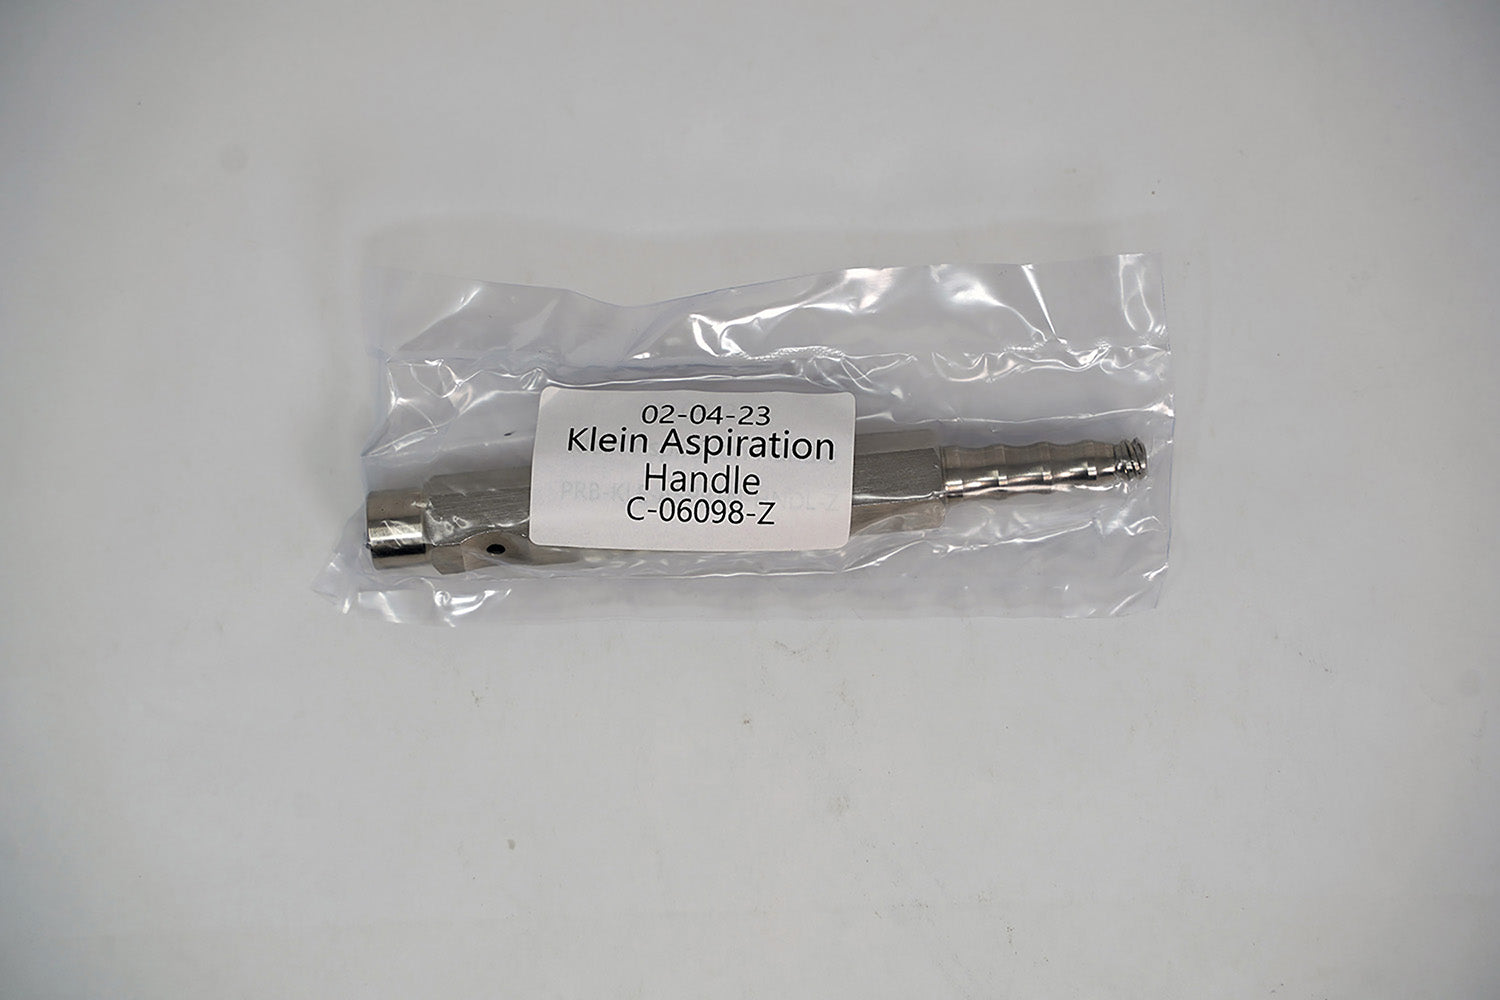 02-04-23
Klein Aspiration
Handle
C-06098-Z